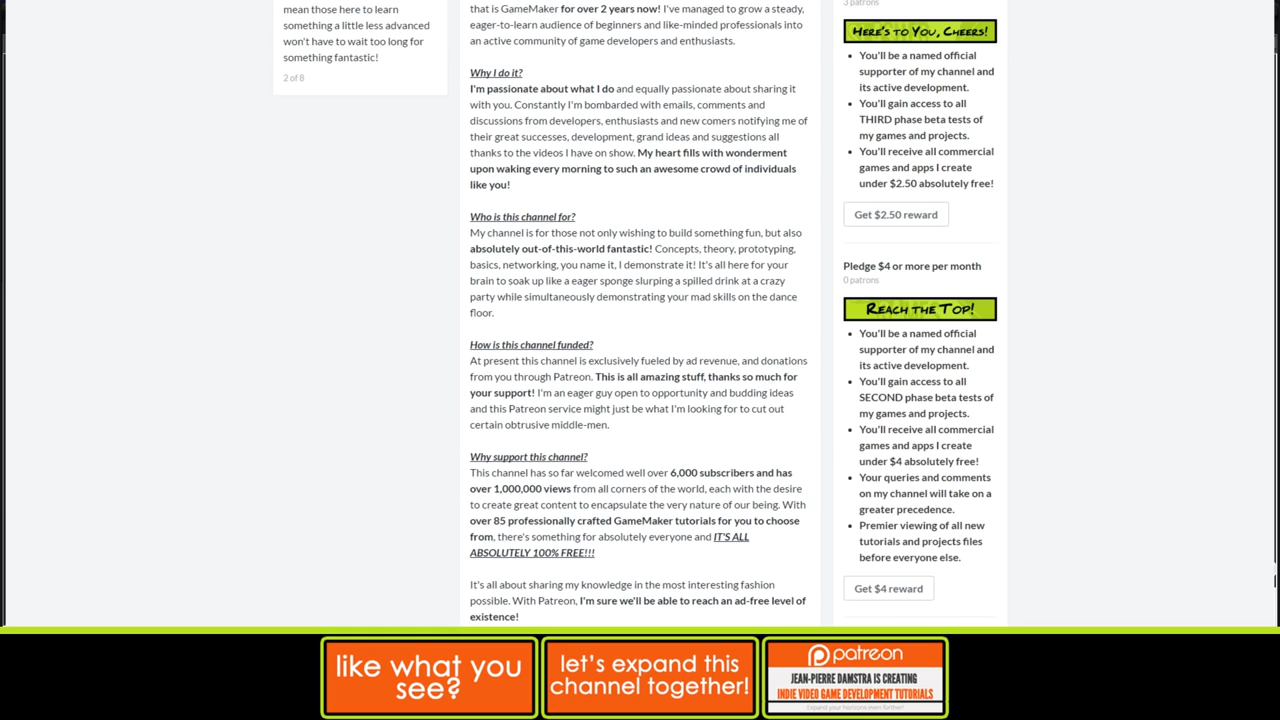 mean those here to learn
something a little less advanced
won't have to wait too long for
something fantastic!
2 of 8
that is GameMaker for over 2 years now! I've managed to grow a steady,
eager-to-learn audience of beginners and like-minded professionals into
an active community of game developers and enthusiasts.
Why I do it?
I'm passionate about what I do and equally passionate about sharing it
with you. Constantly I'm bombarded with emails, comments and
discussions from developers, enthusiasts and new comers notifying me of
their great successes, development, grand ideas and suggestions all
thanks to the videos I have on show. My heart fills with wonderment
upon waking every morning to such an awesome crowd of individuals
like you!
Who is this channel for?
My channel is for those not only wishing to build something fun, but also
absolutely out-of-this-world fantastic! Concepts, theory, prototyping,
basics, networking, you name it, I demonstrate it! It's all here for your
brain to soak up like a eager sponge slurping a spilled drink at a crazy
party while simultaneously demonstrating your mad skills on the dance
floor.
How is this channel funded?
At present this channel is exclusively fueled by ad revenue, and donations
from you through Patreon. This is all amazing stuff, thanks so much for
your support! I'm an eager guy open to opportunity and budding ideas
and this Patreon service might just be what I'm looking for to cut out
certain obtrusive middle-men.
Why support this channel?
This channel has so far welcomed well over 6,000 subscribers and has
over 1,000,000 views from all corners of the world, each with the desire
to create great content to encapsulate the very nature of our being. With
over 85 professionally crafted GameMaker tutorials for you to choose
from, there's something for absolutely everyone and IT'S ALL
ABSOLUTELY 100% FREE!!!
It's all about sharing my knowledge in the most interesting fashion
possible. With Patreon, I'm sure we'll be able to reach an ad-free level of
existence!
3 patrons
HERE'S TO YOU, CHEERS!
You'll be a named official
supporter of my channel and
its active development.
You'll gain access to all
THIRD phase beta tests of
my games and projects.
You'll receive all commercial
games and apps I create
under $2.50 absolutely free!
Get $2.50 reward
Pledge $4 or more per month
0 patrons
REACH THE TOP!
You'll be a named official
supporter of my channel and
its active development.
You'll gain access to all
SECOND phase beta tests of
my games and projects.
You'll receive all commercial
games and apps I create
under $4 absolutely free!
Your queries and comments
on my channel will take on a
greater precedence.
Premier viewing of all new
tutorials and projects files
before everyone else.
Get $4 reward
like what you
see?
let's expand this
channel together!
patreon
JEAN-PIERRE DAMSTRA IS CREATING
INDIE VIDEO GAME DEVELOPMENT TUTORIALS
Expand your horizons even further!